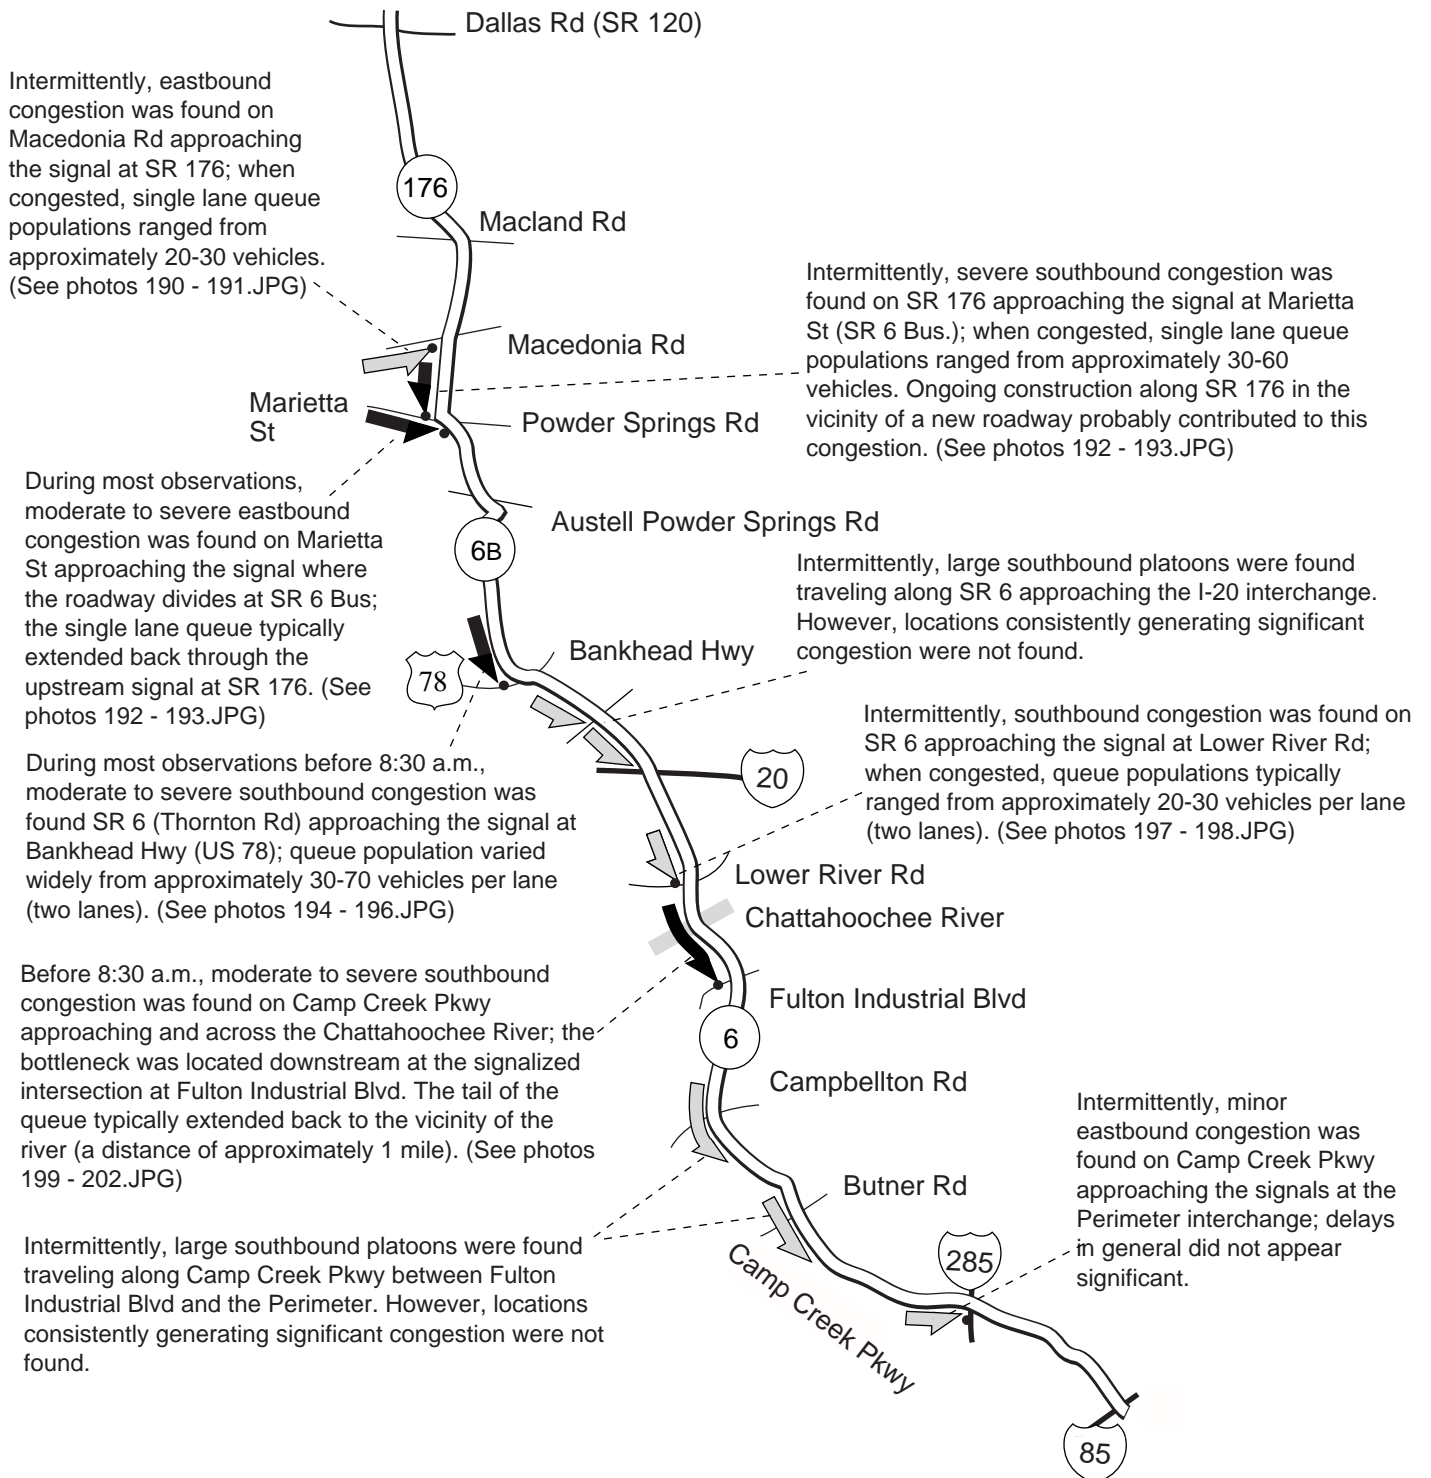 Dallas Rd (SR 120)
Intermittently, eastbound
congestion was found on
Macedonia Rd approaching
the signal at SR 176; when
congested, single lane queue
populations ranged from
approximately 20-30 vehicles.
(See photos 190 - 191.JPG)
176
Macland Rd
Intermittently, severe southbound congestion was
found on SR 176 approaching the signal at Marietta
St (SR 6 Bus.); when congested, single lane queue
populations ranged from approximately 30-60
vehicles. Ongoing construction along SR 176 in the
vicinity of a new roadway probably contributed to this
congestion. (See photos 192 - 193.JPG)
Macedonia Rd
Marietta
St
Powder Springs Rd
During most observations,
moderate to severe eastbound
congestion was found on Marietta
St approaching the signal where
the roadway divides at SR 6 Bus;
the single lane queue typically
extended back through the
upstream signal at SR 176. (See
photos 192 - 193.JPG)
Austell Powder Springs Rd
6B
Intermittently, large southbound platoons were found
traveling along SR 6 approaching the I-20 interchange.
However, locations consistently generating significant
congestion were not found.
Bankhead Hwy
78
Intermittently, southbound congestion was found on
SR 6 approaching the signal at Lower River Rd;
when congested, queue populations typically
ranged from approximately 20-30 vehicles per lane
(two lanes). (See photos 197 - 198.JPG)
During most observations before 8:30 a.m.,
moderate to severe southbound congestion was
found SR 6 (Thornton Rd) approaching the signal at
Bankhead Hwy (US 78); queue population varied
widely from approximately 30-70 vehicles per lane
(two lanes). (See photos 194 - 196.JPG)
20
Lower River Rd
Chattahoochee River
Before 8:30 a.m., moderate to severe southbound
congestion was found on Camp Creek Pkwy
approaching and across the Chattahoochee River; the
bottleneck was located downstream at the signalized
intersection at Fulton Industrial Blvd. The tail of the
queue typically extended back to the vicinity of the
river (a distance of approximately 1 mile). (See photos
199 - 202.JPG)
Fulton Industrial Blvd
6
Campbellton Rd
Intermittently, minor
eastbound congestion was
found on Camp Creek Pkwy
approaching the signals at the
Perimeter interchange; delays
in general did not appear
significant.
Butner Rd
Intermittently, large southbound platoons were found
traveling along Camp Creek Pkwy between Fulton
Industrial Blvd and the Perimeter. However, locations
consistently generating significant congestion were not
found.
285
Camp Creek Pkwy
85